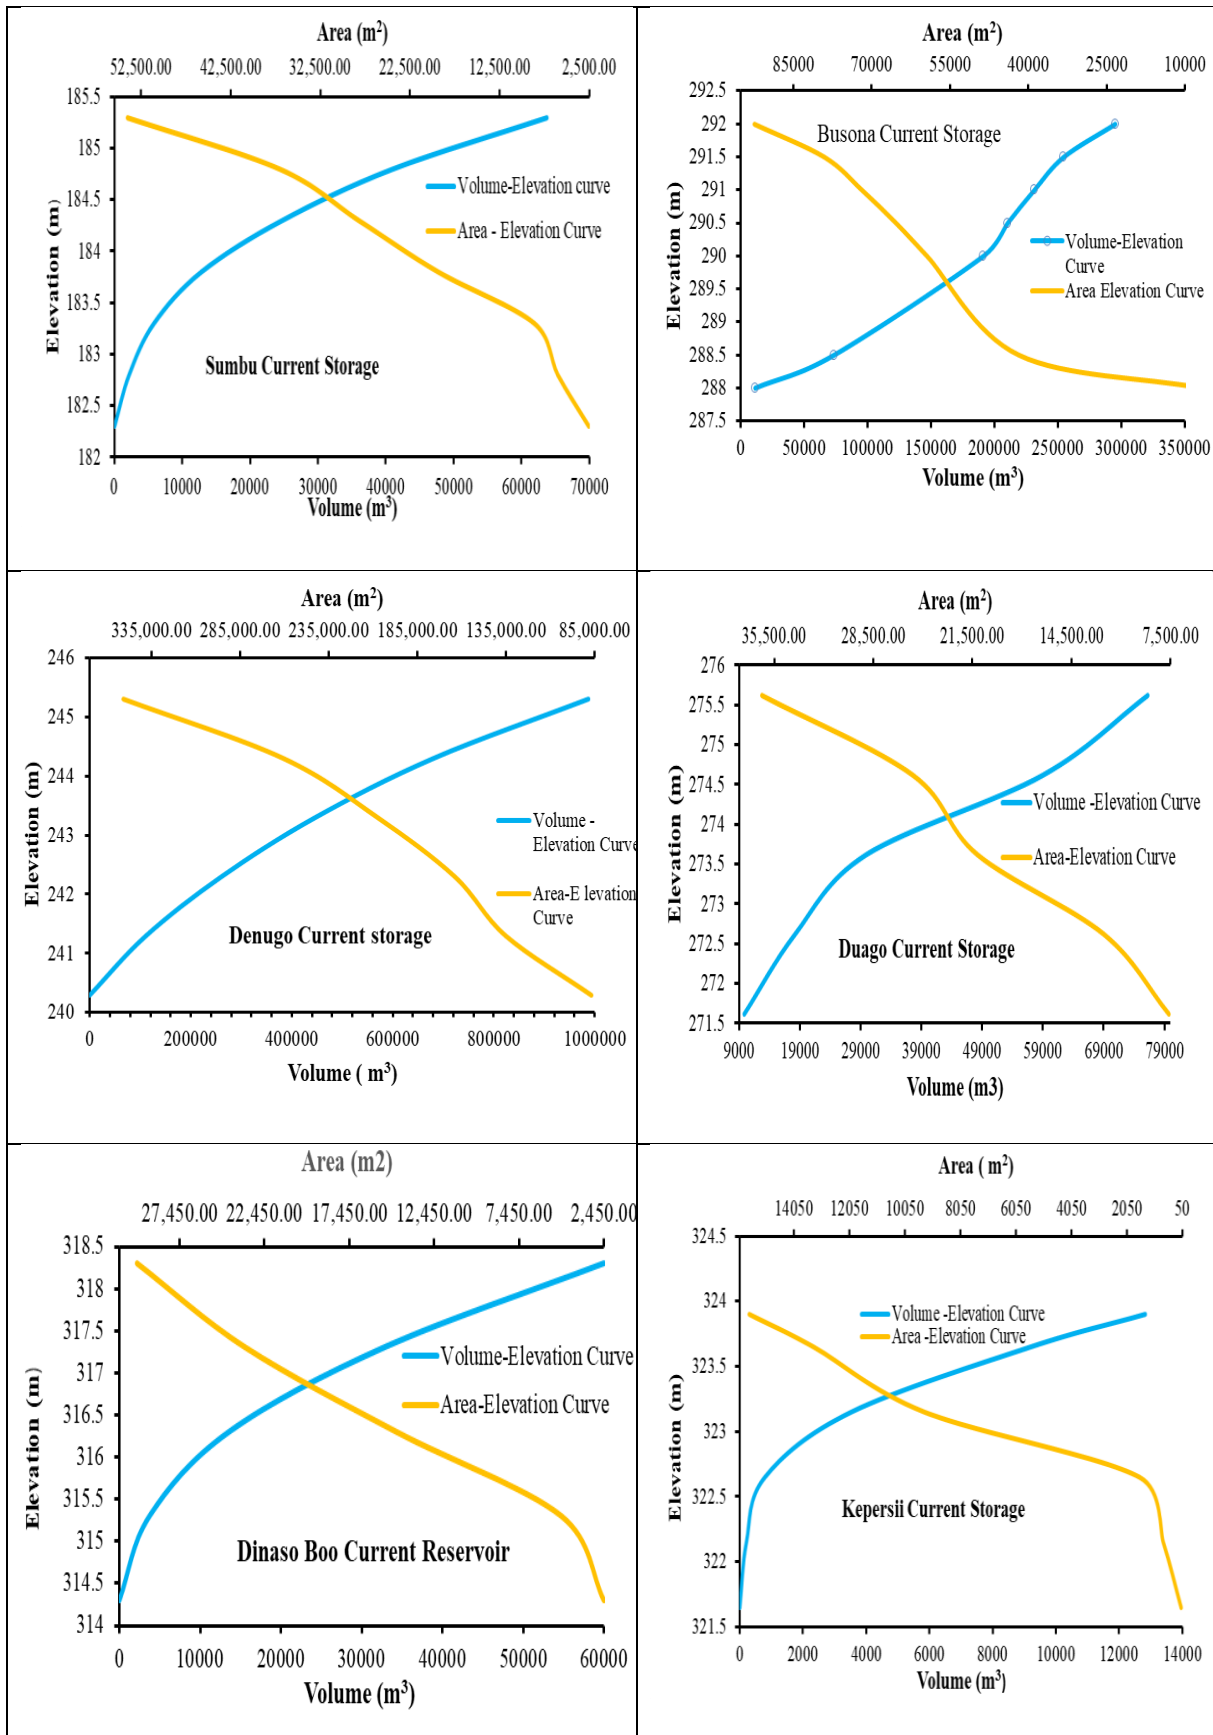 Area (m²)
52,500.00 42,500.00 32,500.00 22,500.00 12,500.00 2,500.00
185.5
185
184.5
184
183.5
183
182.5
182
Elevation (m)
Volume-Elevation curve
Area - Elevation Curve
Sumbu Current Storage
0 10000 20000 30000 40000 50000 60000 70000
Volume (m³)
Area (m²)
85000 70000 55000 40000 25000 10000
292.5
292
291.5
291
290.5
290
289.5
289
288.5
288
287.5
Elevation (m)
Busona Current Storage
Volume-Elevation
Curve
Area Elevation Curve
0 50000 100000 150000 200000 250000 300000 350000
Volume (m³)
Area (m²)
335,000.00 285,000.00 235,000.00 185,000.00 135,000.00 85,000.00
246
245
244
243
242
241
240
Elevation (m)
Volume -
Elevation Curve
Area-E levation
Curve
Denugo Current storage
0 200000 400000 600000 800000 1000000
Volume ( m³)
Area (m²)
35,500.00 28,500.00 21,500.00 14,500.00 7,500.00
276
275.5
275
274.5
274
273.5
273
272.5
272
271.5
Elevation (m)
Volume -Elevation Curve
Area-Elevation Curve
Duago Current Storage
9000 19000 29000 39000 49000 59000 69000 79000
Volume (m3)
Area (m2)
27,450.00 22,450.00 17,450.00 12,450.00 7,450.00 2,450.00
318.5
318
317.5
317
316.5
316
315.5
315
314.5
314
Elevation (m)
Volume-Elevation Curve
Area-Elevation Curve
Dinaso Boo Current Reservoir
0 10000 20000 30000 40000 50000 60000
Volume (m³)
Area ( m²)
14050 12050 10050 8050 6050 4050 2050 50
324.5
324
323.5
323
322.5
322
321.5
Elevation (m)
Volume -Elevation Curve
Area -Elevation Curve
Kepersii Current Storage
0 2000 4000 6000 8000 10000 12000 14000
Volume (m³)